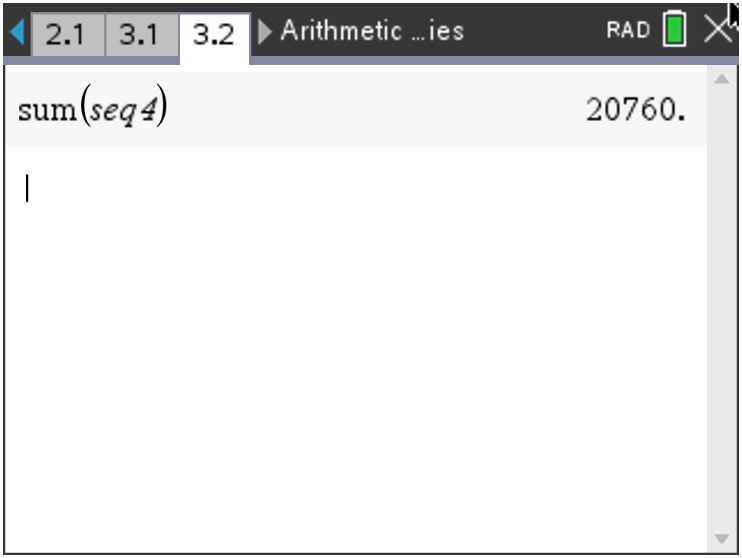 2.1 3.1 3.2 Arithmetic ...ies RAD
sum(seq4) 20760.